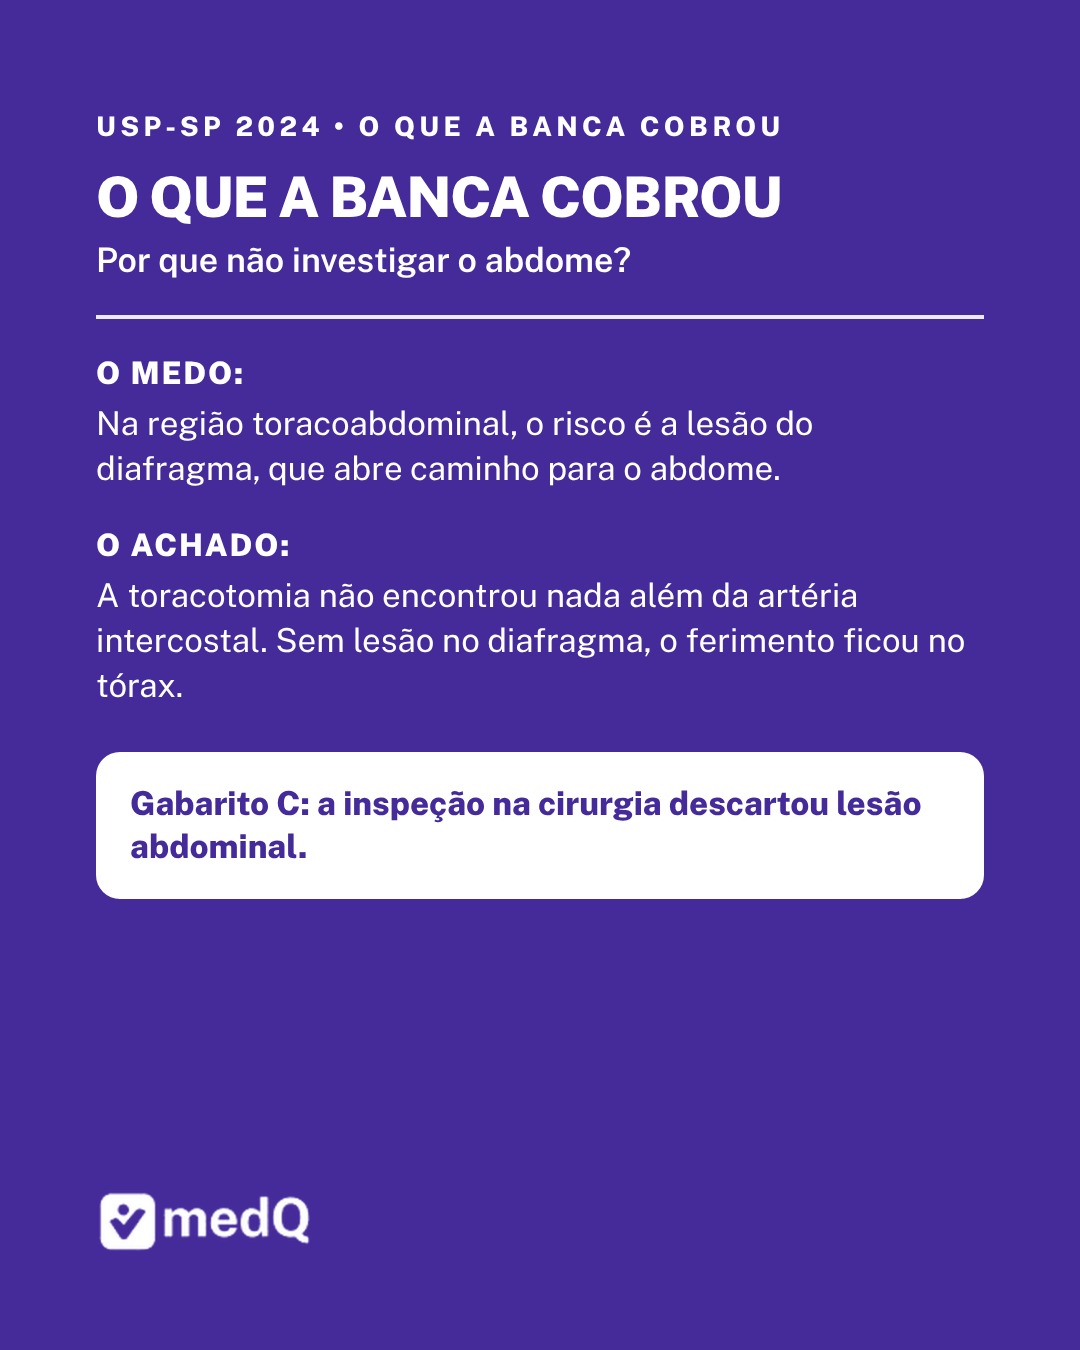 USP-SP 2024 • O QUE A BANCA COBROU
O QUE A BANCA COBROU
Por que não investigar o abdome?
O MEDO:
Na região toracoabdominal, o risco é a lesão do
diafragma, que abre caminho para o abdome.
O ACHADO:
A toracotomia não encontrou nada além da artéria
intercostal. Sem lesão no diafragma, o ferimento ficou no
tórax.
Gabarito C: a inspeção na cirurgia descartou lesão
abdominal.
medQ